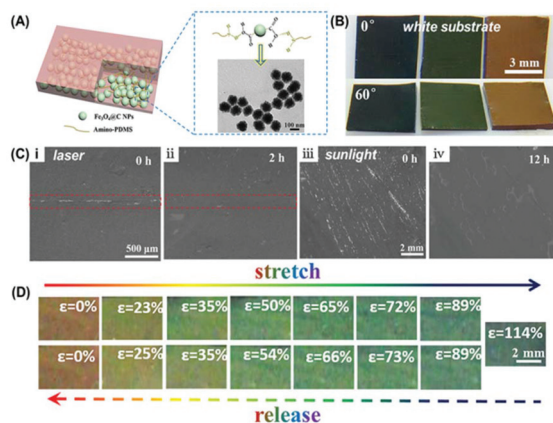 (A)
Fe₃O₄@C NPs
Amino-PDMS
100 nm
(B)
0° white substrate
3 mm
60°
(C)
i laser 0 h
500 µm
ii 2 h
iii sunlight 0 h
2 mm
iv 12 h
stretch
(D)
ε=0% ε=23% ε=35% ε=50% ε=65% ε=72% ε=89%
ε=114%
2 mm
ε=0% ε=25% ε=35% ε=54% ε=66% ε=73% ε=89%
release